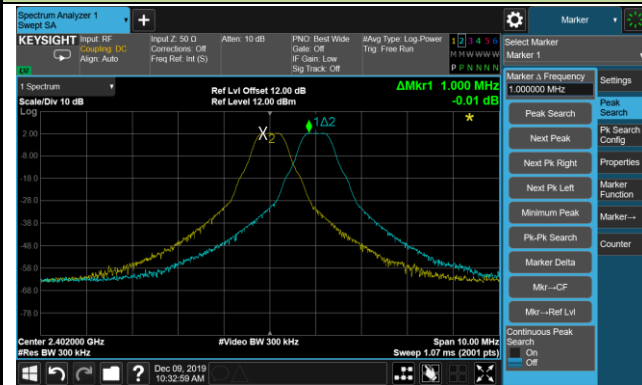 Spectrum Analyzer 1
Swept SA
Marker
KEYSIGHT
Input: RF
Coupling: DC
Align: Auto
Input Z: 50 Ω
Corrections: Off
Freq Ref: Int (S)
Atten: 10 dB
PNO: Best Wide
Gate: Off
IF Gain: Low
Sig Track: Off
#Avg Type: Log-Power
Trig: Free Run
1 2 3 4 5 6
M M W W W W
P P N N N N
Select Marker
Marker 1
1 Spectrum
Scale/Div 10 dB
Log
Ref Lvl Offset 12.00 dB
Ref Level 12.00 dBm
ΔMkr1 1.000 MHz
-0.01 dB
*
X2
1Δ2
2.00
-8.00
-18.0
-28.0
-38.0
-48.0
-58.0
-68.0
-78.0
Center 2.402000 GHz
#Res BW 300 kHz
#Video BW 300 kHz
Span 10.00 MHz
Sweep 1.07 ms (2001 pts)
Marker Δ Frequency
1.000000 MHz
Peak Search
Next Peak
Next Pk Right
Next Pk Left
Minimum Peak
Pk-Pk Search
Marker Delta
Mkr→CF
Mkr→Ref Lvl
Continuous Peak
Search
On
Off
Settings
Peak
Search
Pk Search
Config
Properties
Marker
Function
Marker→
Counter
?
Dec 09, 2019
10:32:59 AM